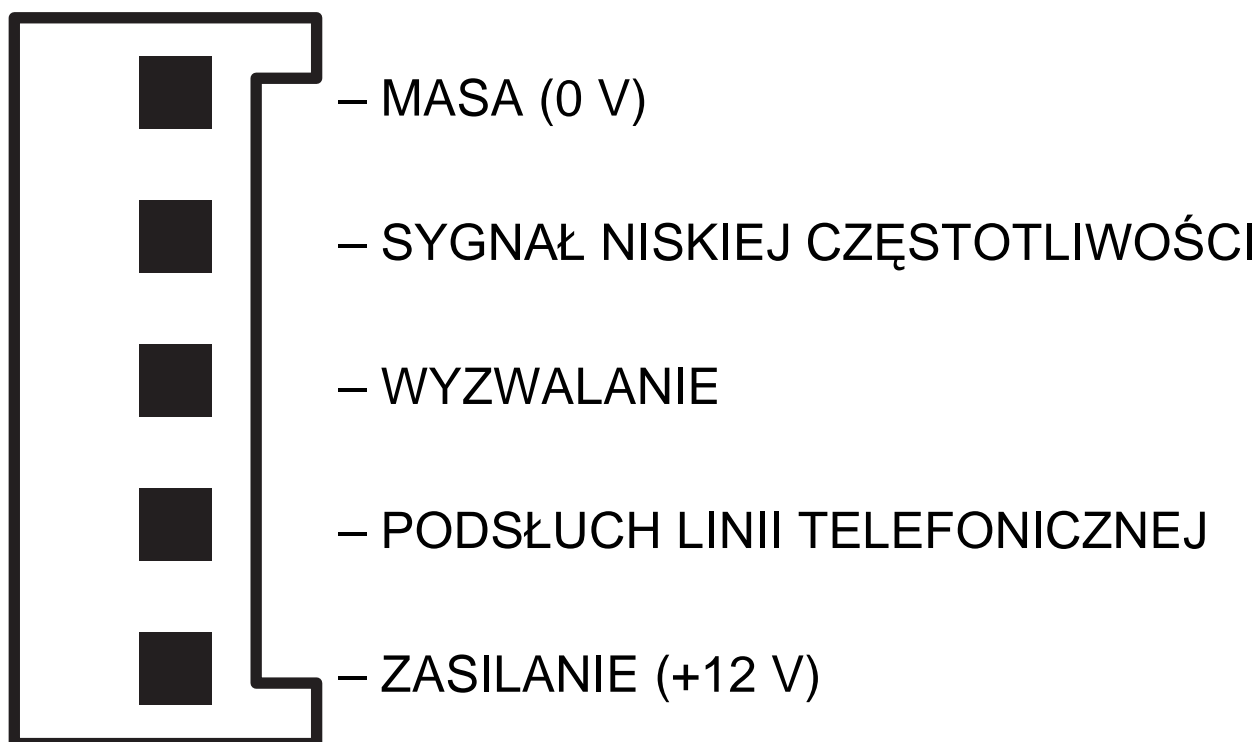 – MASA (0 V)
– SYGNAŁ NISKIEJ CZĘSTOTLIWOŚCI
– WYZWALANIE
– PODSŁUCH LINII TELEFONICZNEJ
– ZASILANIE (+12 V)